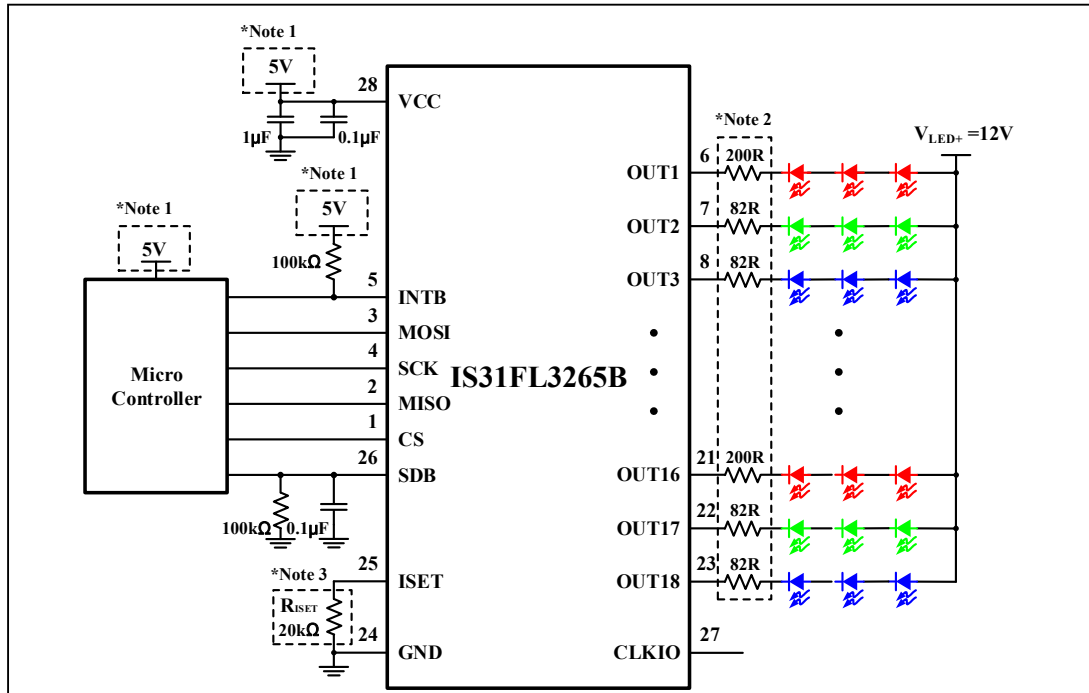 *Note 1
5V
28
VCC
1µF
0.1µF
*Note 1
5V
100kΩ
*Note 1
5V
Micro
Controller
5
INTB
3
MOSI
4
SCK
2
MISO
1
CS
26
SDB
100kΩ
0.1µF
*Note 3
25
ISET
RISET
20kΩ
24
GND
IS31FL3265B
*Note 2
VLED+ =12V
OUT1
6
200R
OUT2
7
82R
OUT3
8
82R
OUT16
21
200R
OUT17
22
82R
OUT18
23
82R
CLKIO
27